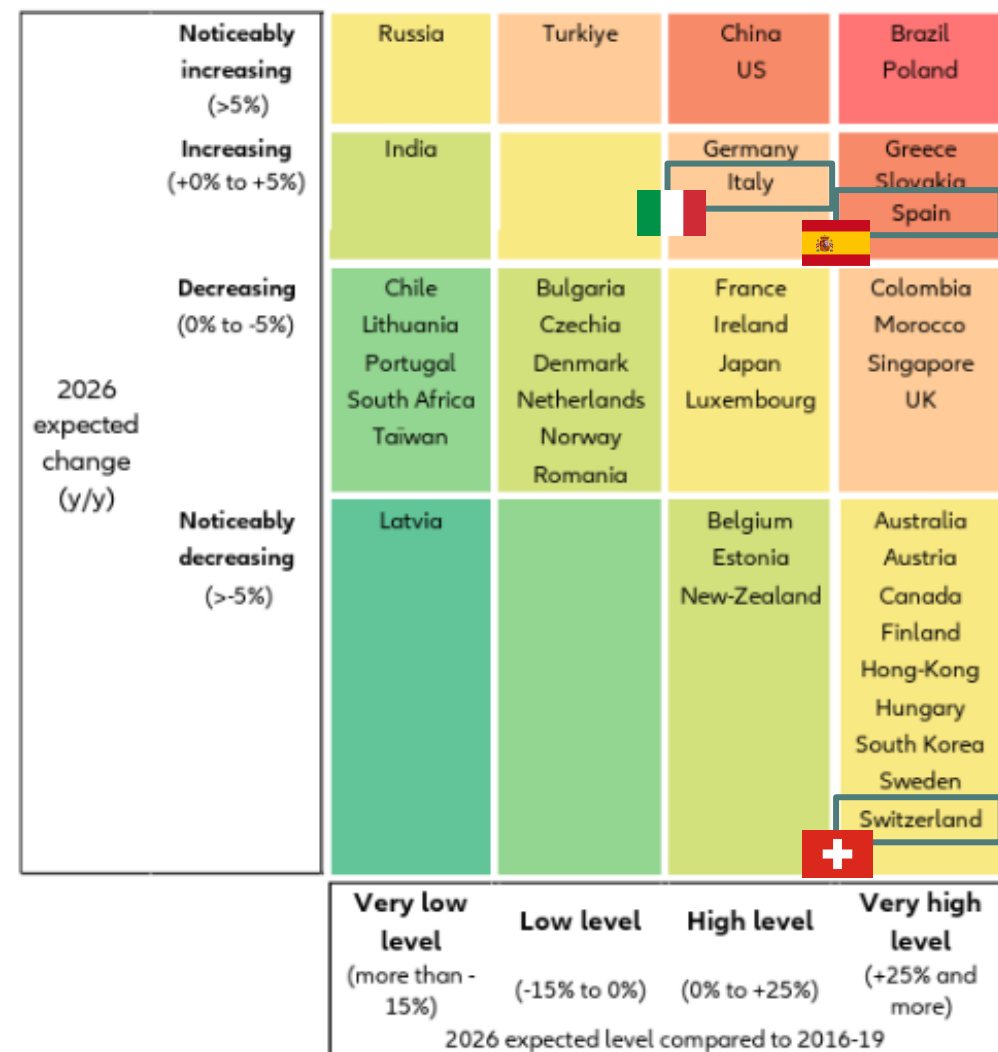 2026
expected
change
(y/y)
Noticeably
increasing
(>5%)
Russia
Turkiye
China
US
Brazil
Poland
Increasing
(+0% to +5%)
India
Germany
Italy
Greece
Slovakia
Spain
Decreasing
(0% to -5%)
Chile
Lithuania
Portugal
South Africa
Taïwan
Bulgaria
Czechia
Denmark
Netherlands
Norway
Romania
France
Ireland
Japan
Luxembourg
Colombia
Morocco
Singapore
UK
Noticeably
decreasing
(>-5%)
Latvia
Belgium
Estonia
New-Zealand
Australia
Austria
Canada
Finland
Hong-Kong
Hungary
South Korea
Sweden
Switzerland
Very low
level
(more than -
15%)
Low level
(-15% to 0%)
High level
(0% to +25%)
Very high
level
(+25% and
more)
2026 expected level compared to 2016-19